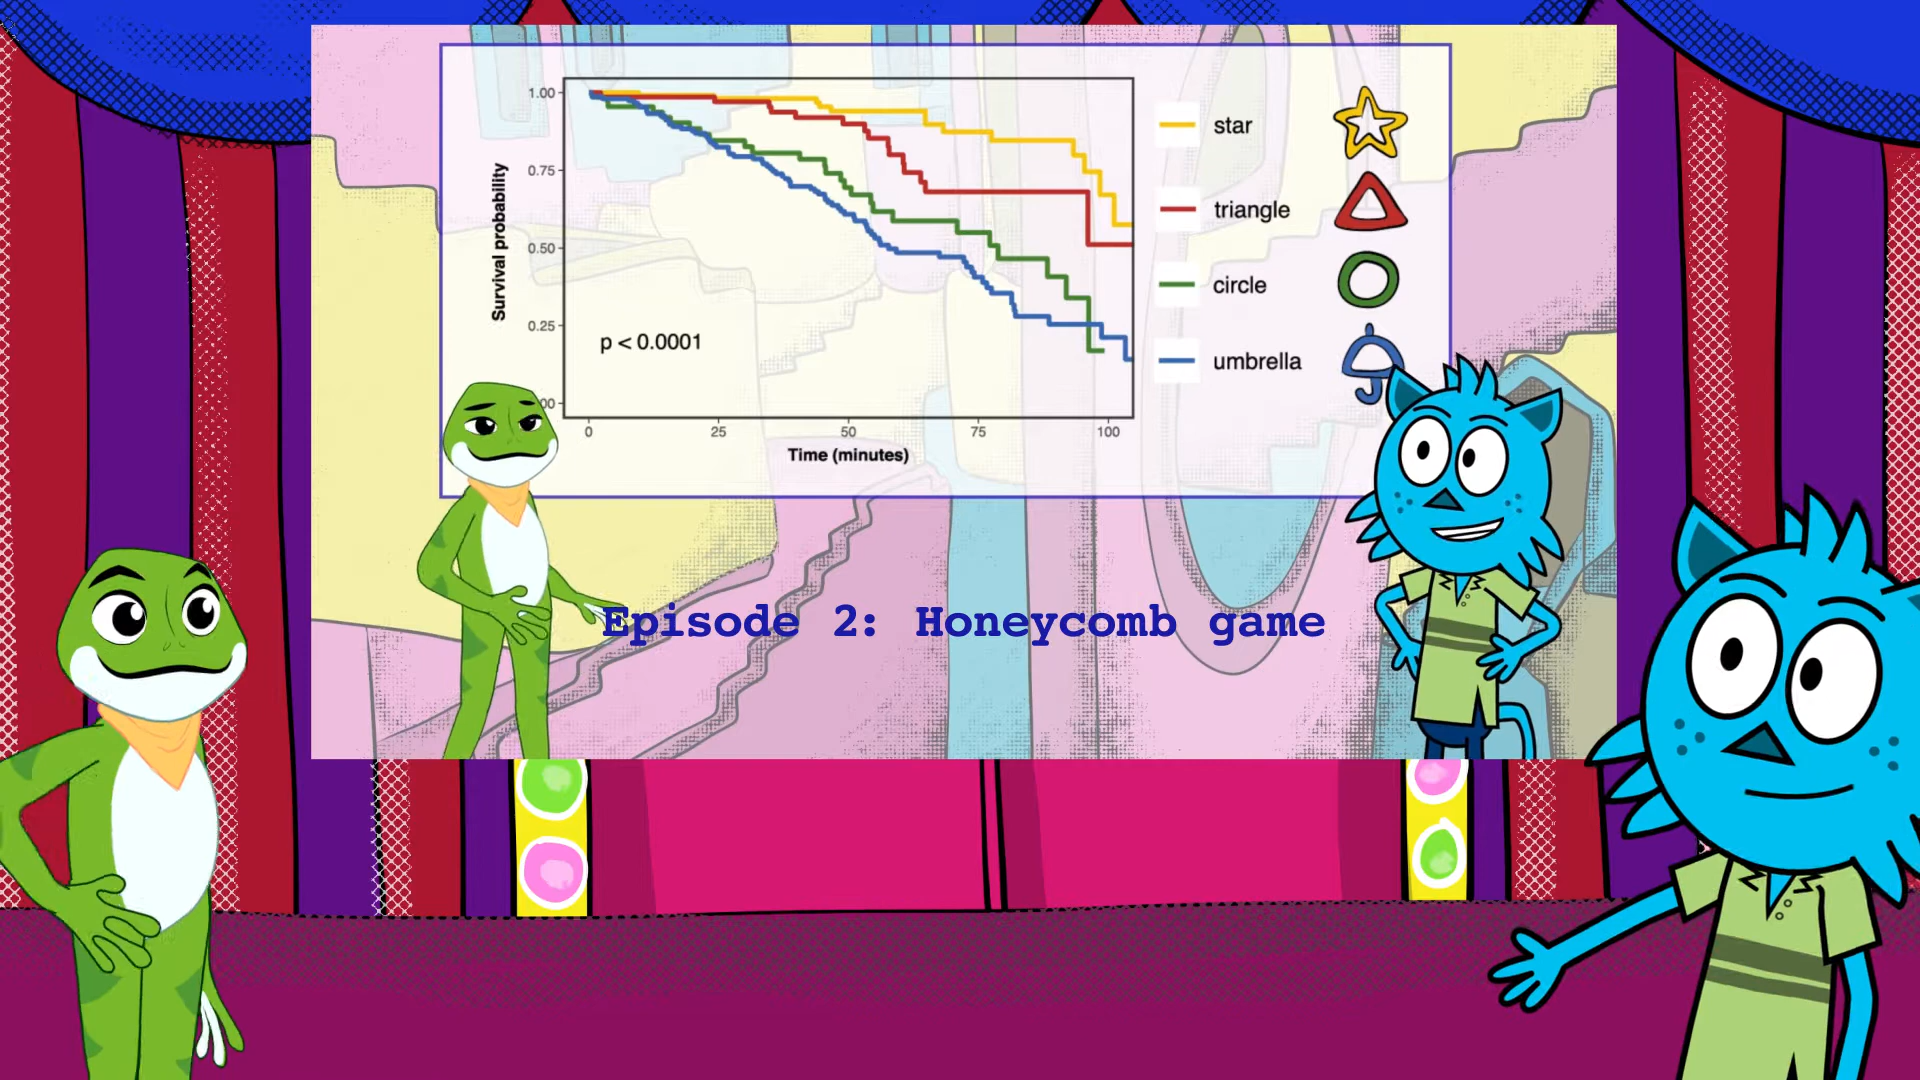 1.00
0.75
0.50
0.25
00
Survival probability
p < 0.0001
0 25 50 75 100
Time (minutes)
star
triangle
circle
umbrella
Episode 2: Honeycomb game